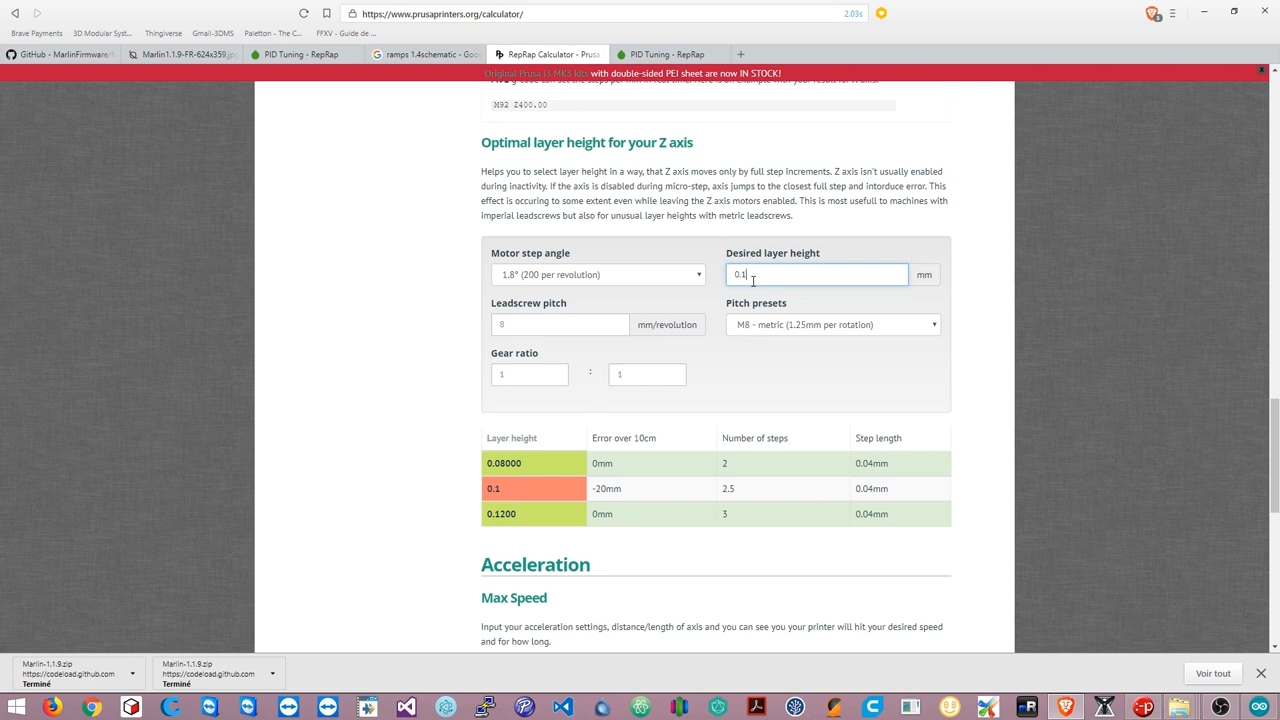 https://www.prusaprinters.org/calculator/
2.03s
5
Brave Payments
3D Modular Syst...
Thingiverse
Gmail-3DMS
Paletton - The C...
FFXV - Guide de ...
GitHub - MarlinFirmware/
Marlin1.1.9-FR-624x359.jp
PID Tuning - RepRap
ramps 1.4schematic - Goo
RepRap Calculator - Prusa
PID Tuning - RepRap
Original Prusa i3 MK3 kits with double-sided PEI sheet are now IN STOCK!
x
M92 Z400.00
Optimal layer height for your Z axis
Helps you to select layer height in a way, that Z axis moves only by full step increments. Z axis isn't usually enabled
during inactivity. If the axis is disabled during micro-step, axis jumps to the closest full step and intorduce error. This
effect is occuring to some extent even while leaving the Z axis motors enabled. This is most usefull to machines with
imperial leadscrews but also for unusual layer heights with metric leadscrews.
Motor step angle
Desired layer height
1.8° (200 per revolution)
0.1
mm
Leadscrew pitch
Pitch presets
8
mm/revolution
M8 - metric (1.25mm per rotation)
Gear ratio
1
:
1
Layer height
Error over 10cm
Number of steps
Step length
0.08000
0mm
2
0.04mm
0.1
-20mm
2.5
0.04mm
0.1200
0mm
3
0.04mm
Acceleration
Max Speed
Input your acceleration settings, distance/length of axis and you can see you your printer will hit your desired speed
and for how long.
Marlin-1.1.9.zip
https://codeload.github.com
Terminé
Marlin-1.1.9.zip
https://codeload.github.com
Terminé
Voir tout